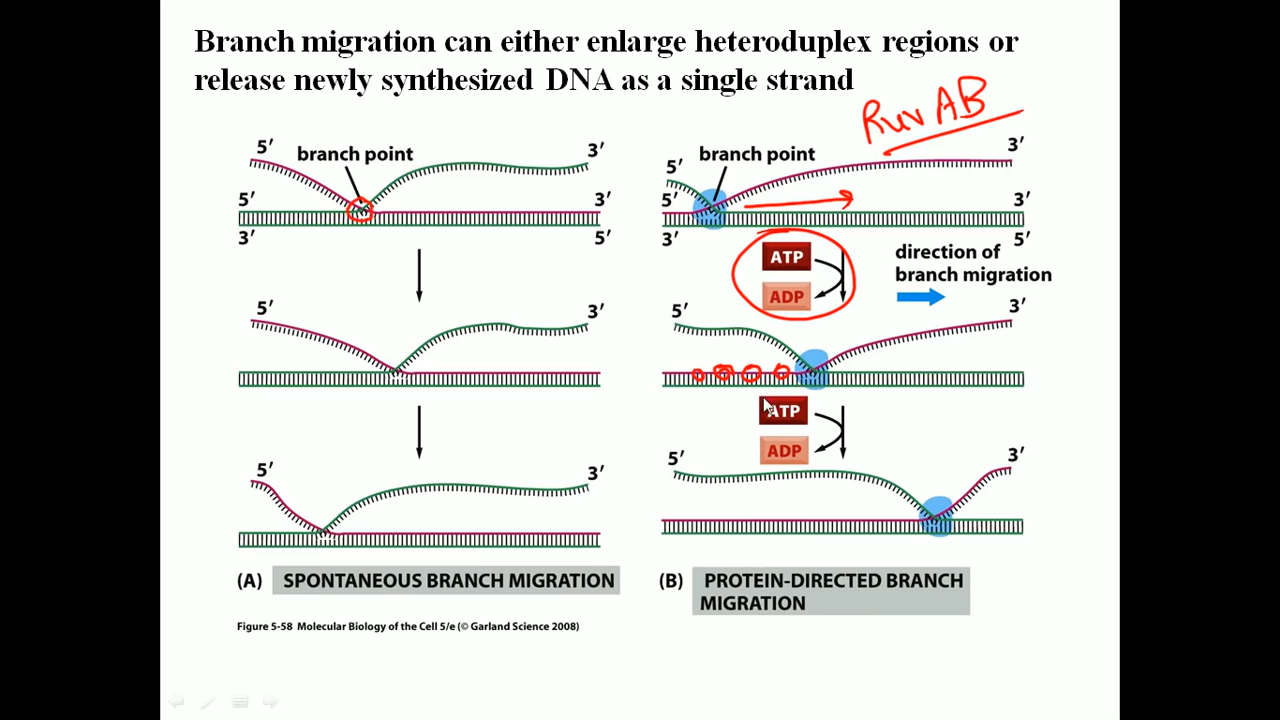 Branch migration can either enlarge heteroduplex regions or
release newly synthesized DNA as a single strand
RuvAB
5′
branch point
3′
5′
3′
3′
5′
5′
3′
5′
3′
(A) SPONTANEOUS BRANCH MIGRATION
5′
branch point
3′
5′
3′
3′
5′
ATP
ADP
direction of
branch migration
ATP
ADP
5′
3′
(B) PROTEIN-DIRECTED BRANCH
MIGRATION
Figure 5-58 Molecular Biology of the Cell 5/e (© Garland Science 2008)